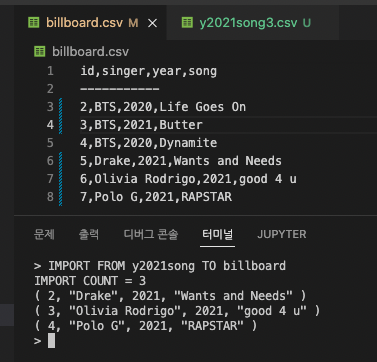 billboard.csv M
y2021song3.csv U
billboard.csv
1 id,singer,year,song
2 -----------
3 2,BTS,2020,Life Goes On
4 3,BTS,2021,Butter
5 4,BTS,2020,Dynamite
6 5,Drake,2021,Wants and Needs
7 6,Olivia Rodrigo,2021,good 4 u
8 7,Polo G,2021,RAPSTAR
문제 출력 디버그 콘솔 터미널 JUPYTER
> IMPORT FROM y2021song TO billboard
IMPORT COUNT = 3
( 2, "Drake", 2021, "Wants and Needs" )
( 3, "Olivia Rodrigo", 2021, "good 4 u" )
( 4, "Polo G", 2021, "RAPSTAR" )
>